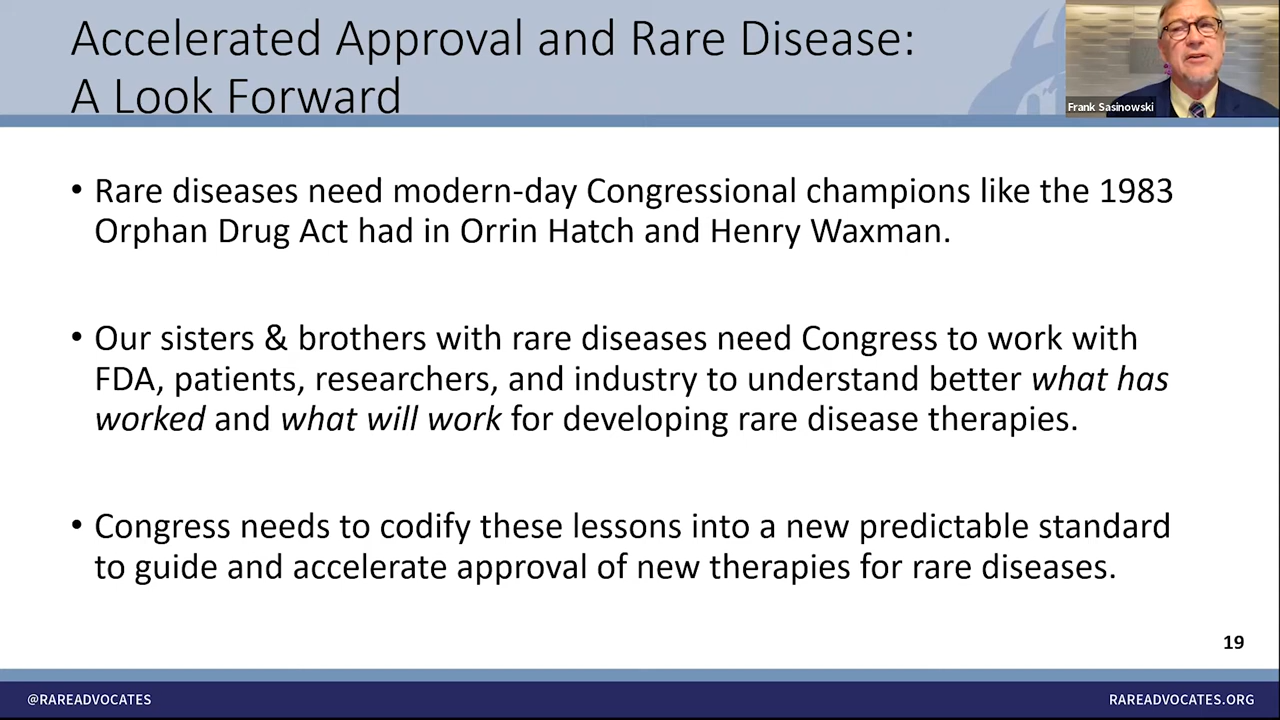 Accelerated Approval and Rare Disease:
A Look Forward
Frank Sasinowski
• Rare diseases need modern-day Congressional champions like the 1983
Orphan Drug Act had in Orrin Hatch and Henry Waxman.
• Our sisters & brothers with rare diseases need Congress to work with
FDA, patients, researchers, and industry to understand better what has
worked and what will work for developing rare disease therapies.
• Congress needs to codify these lessons into a new predictable standard
to guide and accelerate approval of new therapies for rare diseases.
19
@RAREADVOCATES
RAREADVOCATES.ORG